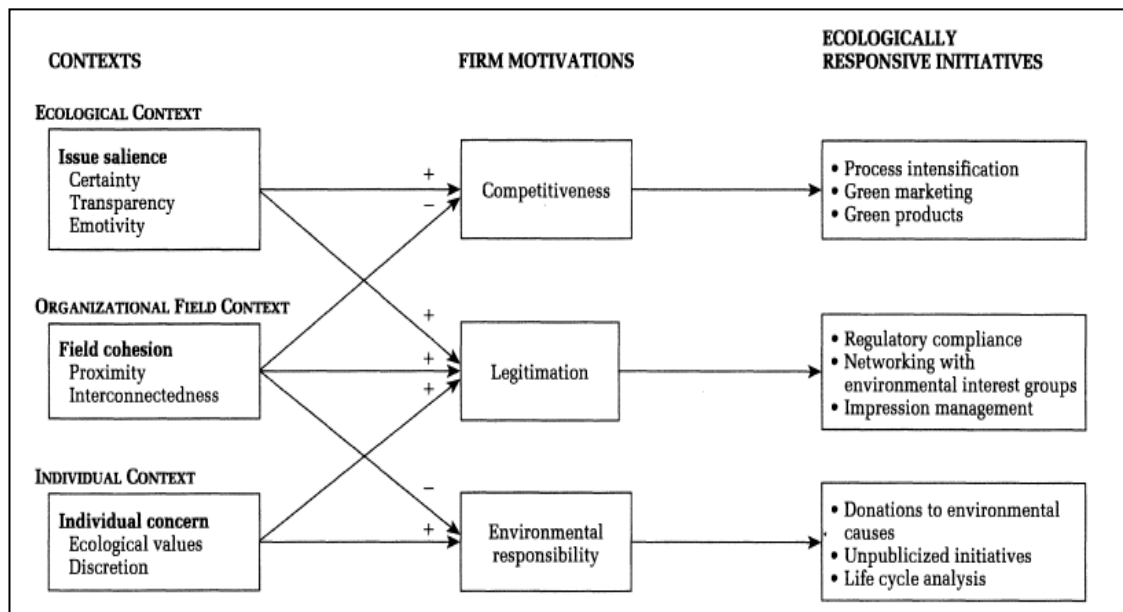 CONTEXTS
FIRM MOTIVATIONS
ECOLOGICALLY
RESPONSIVE INITIATIVES
ECOLOGICAL CONTEXT
Issue salience
Certainty
Transparency
Emotivity
+
−
Competitiveness
• Process intensification
• Green marketing
• Green products
ORGANIZATIONAL FIELD CONTEXT
Field cohesion
Proximity
Interconnectedness
+
+
+
Legitimation
• Regulatory compliance
• Networking with
environmental interest groups
• Impression management
INDIVIDUAL CONTEXT
Individual concern
Ecological values
Discretion
−
+
Environmental
responsibility
• Donations to environmental
causes
• Unpublicized initiatives
• Life cycle analysis